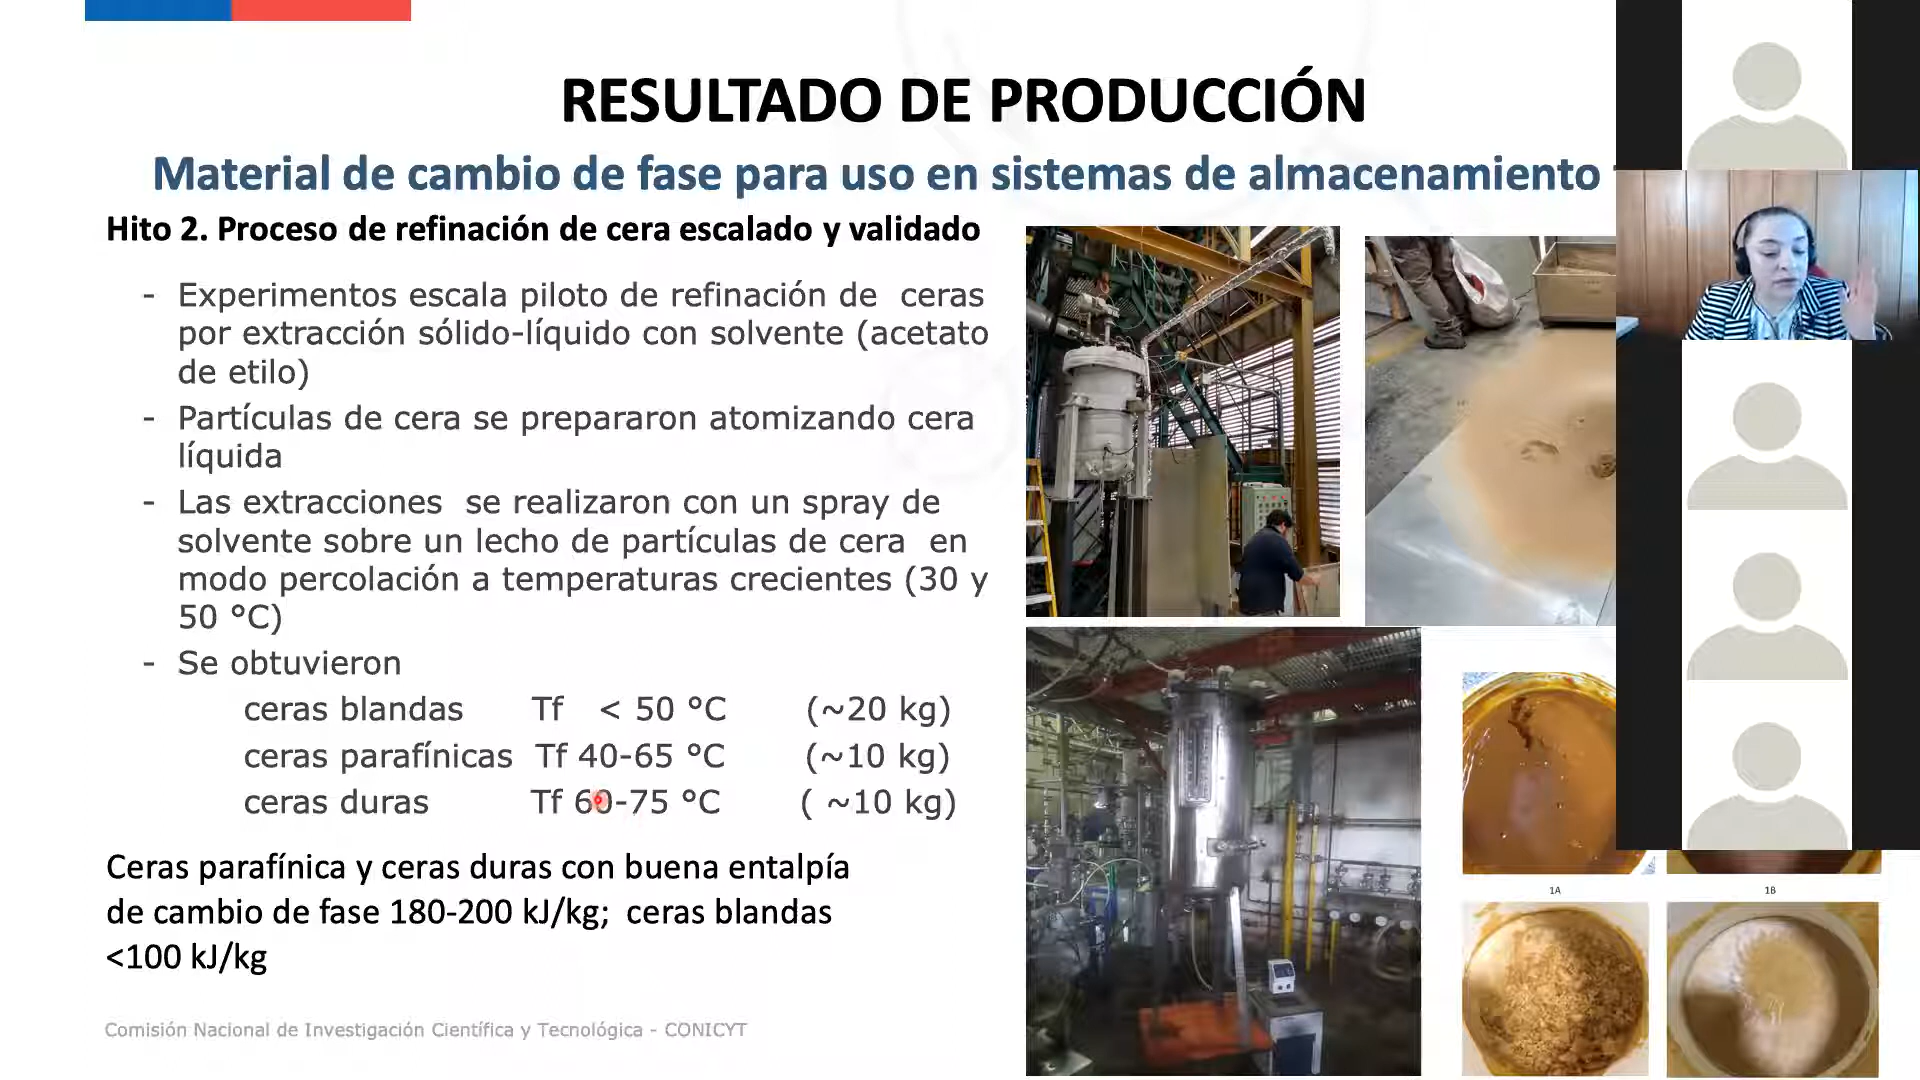 RESULTADO DE PRODUCCIÓN
Material de cambio de fase para uso en sistemas de almacenamiento
Hito 2. Proceso de refinación de cera escalado y validado
- Experimentos escala piloto de refinación de ceras
por extracción sólido-líquido con solvente (acetato
de etilo)
- Partículas de cera se prepararon atomizando cera
líquida
- Las extracciones se realizaron con un spray de
solvente sobre un lecho de partículas de cera en
modo percolación a temperaturas crecientes (30 y
50 °C)
- Se obtuvieron
ceras blandas Tf < 50 °C (~20 kg)
ceras parafínicas Tf 40-65 °C (~10 kg)
ceras duras Tf 60-75 °C ( ~10 kg)
Ceras parafínica y ceras duras con buena entalpía
de cambio de fase 180-200 kJ/kg; ceras blandas
<100 kJ/kg
1A 1B
Comisión Nacional de Investigación Científica y Tecnológica - CONICYT